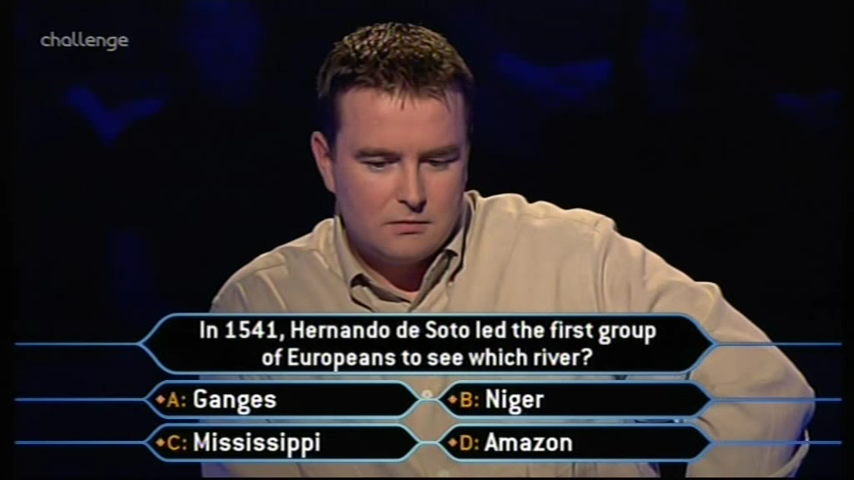 challenge
In 1541, Hernando de Soto led the first group
of Europeans to see which river?
A: Ganges
B: Niger
C: Mississippi
D: Amazon